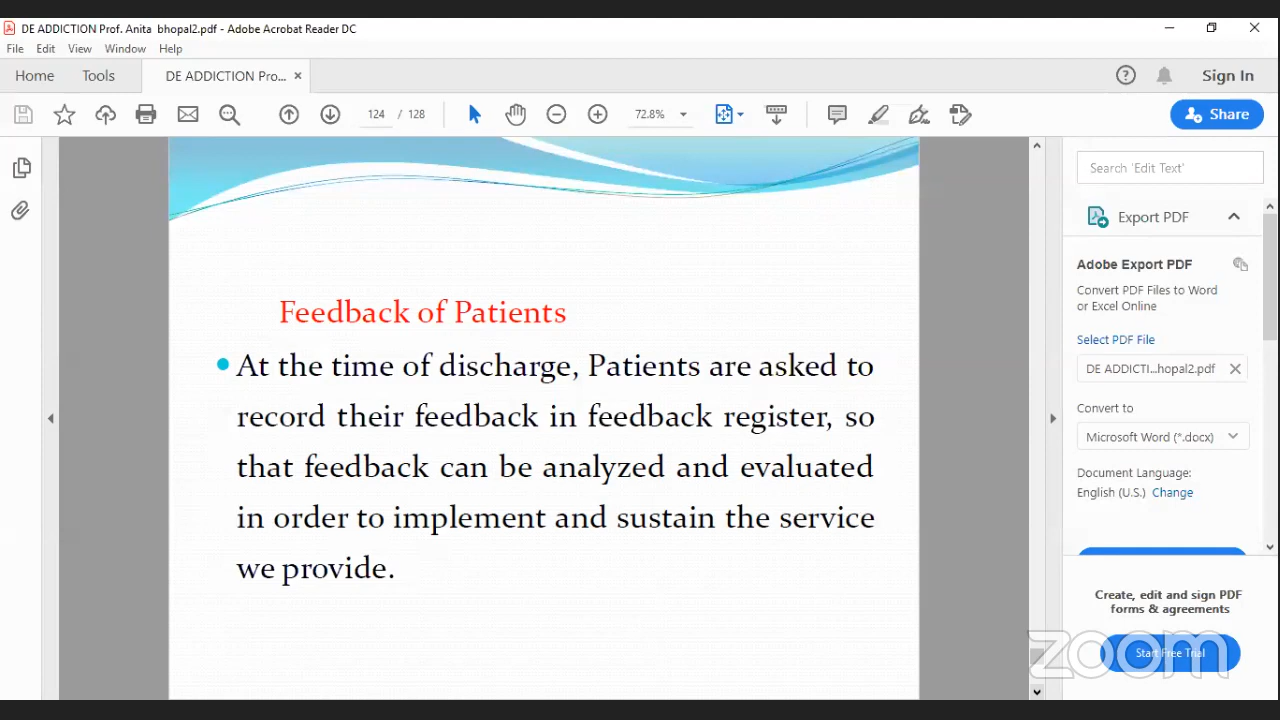 DE ADDICTION Prof. Anita bhopal2.pdf - Adobe Acrobat Reader DC
File Edit View Window Help
Home Tools DE ADDICTION Pro... × Sign In
124 / 128 72.8% Share
Search 'Edit Text'
Export PDF
Adobe Export PDF
Convert PDF Files to Word
or Excel Online
Select PDF File
DE ADDICTI...hopal2.pdf
Convert to
Microsoft Word (*.docx)
Document Language:
English (U.S.) Change
Create, edit and sign PDF
forms & agreements
Start Free Trial
zoom
Feedback of Patients
• At the time of discharge, Patients are asked to
record their feedback in feedback register, so
that feedback can be analyzed and evaluated
in order to implement and sustain the service
we provide.